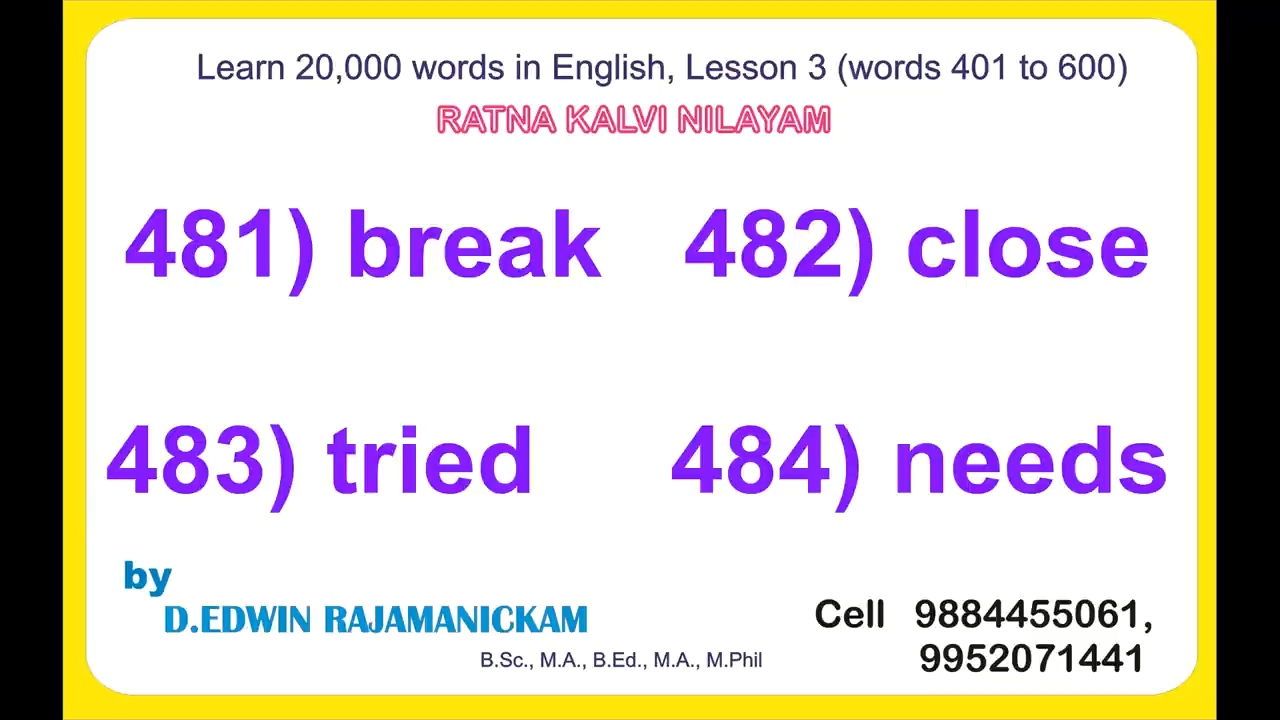 Learn 20,000 words in English, Lesson 3 (words 401 to 600)
RATNA KALVI NILAYAM
481) break 482) close
483) tried 484) needs
by
D.EDWIN RAJAMANICKAM
B.Sc., M.A., B.Ed., M.A., M.Phil
Cell 9884455061,
9952071441